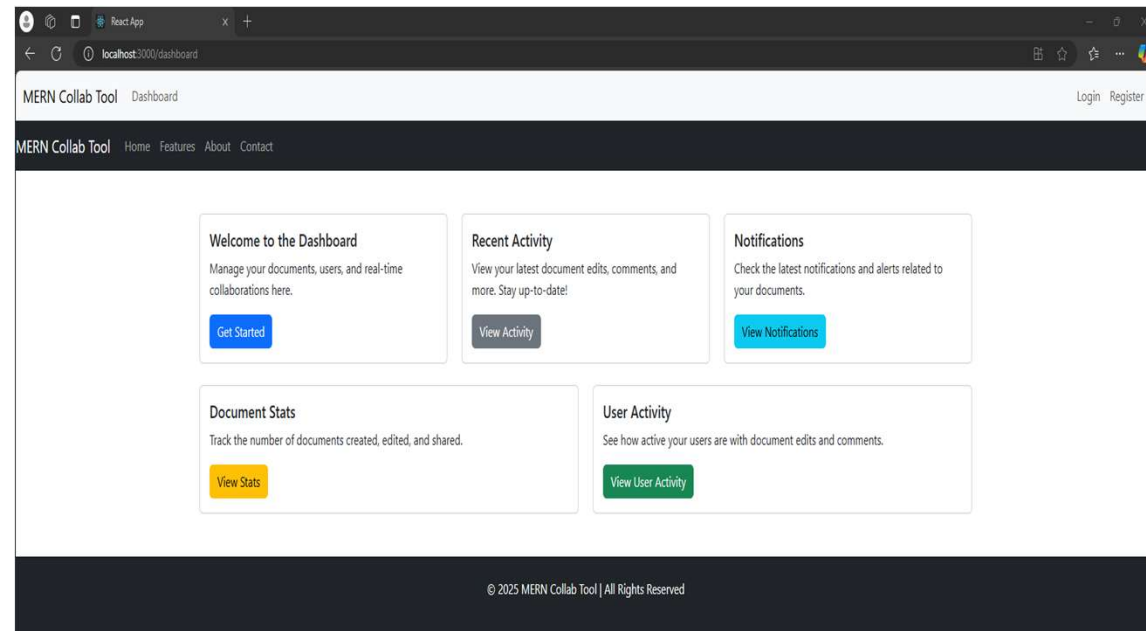 React App
localhost:3000/dashboard
MERN Collab Tool Dashboard Login Register
MERN Collab Tool Home Features About Contact
Welcome to the Dashboard
Manage your documents, users, and real-time
collaborations here.
Get Started
Recent Activity
View your latest document edits, comments, and
more. Stay up-to-date!
View Activity
Notifications
Check the latest notifications and alerts related to
your documents.
View Notifications
Document Stats
Track the number of documents created, edited, and shared.
View Stats
User Activity
See how active your users are with document edits and comments.
View User Activity
© 2025 MERN Collab Tool | All Rights Reserved